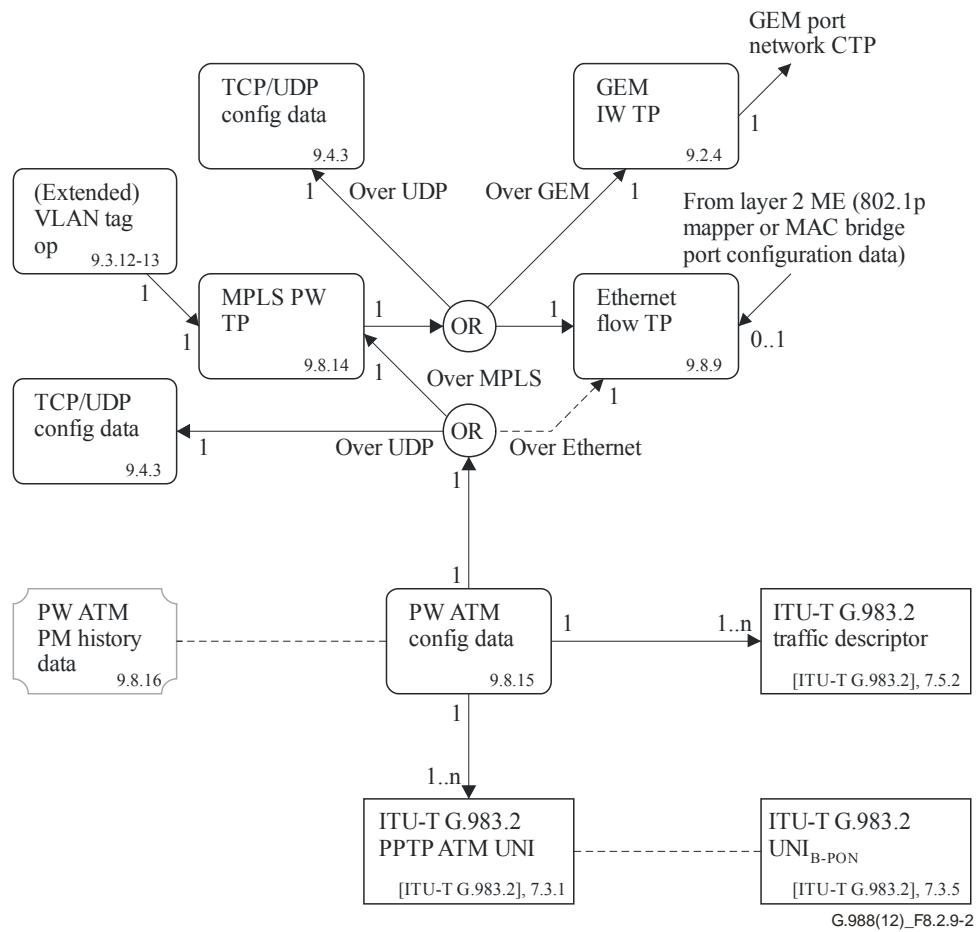 GEM port
network CTP
TCP/UDP
config data
9.4.3
GEM
IW TP
9.2.4
1
1
Over UDP
Over GEM
1
(Extended)
VLAN tag
op
9.3.12-13
From layer 2 ME (802.1p
mapper or MAC bridge
port configuration data)
1
1
MPLS PW
TP
9.8.14
1
OR
1
Ethernet
flow TP
9.8.9
0..1
1
Over MPLS
1
TCP/UDP
config data
9.4.3
1
Over UDP
OR
Over Ethernet
1
1
PW ATM
PM history
data
9.8.16
PW ATM
config data
9.8.15
1
1..n
ITU-T G.983.2
traffic descriptor
[ITU-T G.983.2], 7.5.2
1
1..n
ITU-T G.983.2
PPTP ATM UNI
[ITU-T G.983.2], 7.3.1
ITU-T G.983.2
UNI B-PON
[ITU-T G.983.2], 7.3.5
G.988(12)_F8.2.9-2